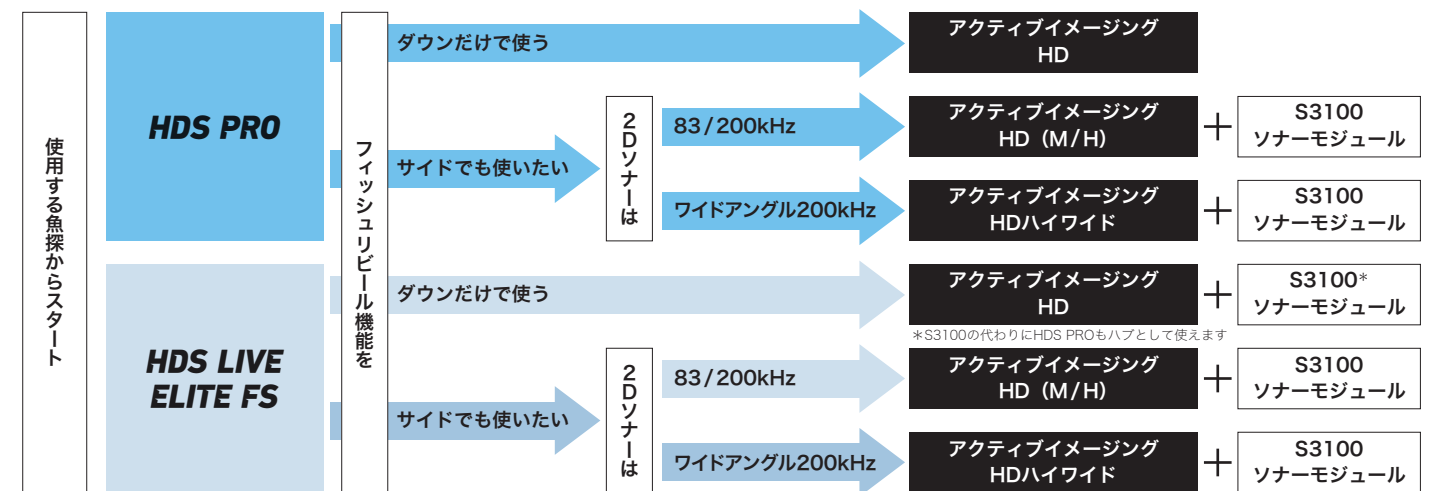 使用する魚探からスタート
HDS PRO
フィッシュリビール機能を
ダウンだけで使う
アクティブイメージング
HD
サイドでも使いたい
2Dソナーは
83/200kHz
アクティブイメージング
HD（M/H）
＋
S3100
ソナーモジュール
ワイドアングル200kHz
アクティブイメージング
HDハイワイド
＋
S3100
ソナーモジュール
HDS LIVE
ELITE FS
ダウンだけで使う
アクティブイメージング
HD
＋
S3100＊
ソナーモジュール
＊S3100の代わりにHDS PROもハブとして使えます
サイドでも使いたい
2Dソナーは
83/200kHz
アクティブイメージング
HD（M/H）
＋
S3100
ソナーモジュール
ワイドアングル200kHz
アクティブイメージング
HDハイワイド
＋
S3100
ソナーモジュール